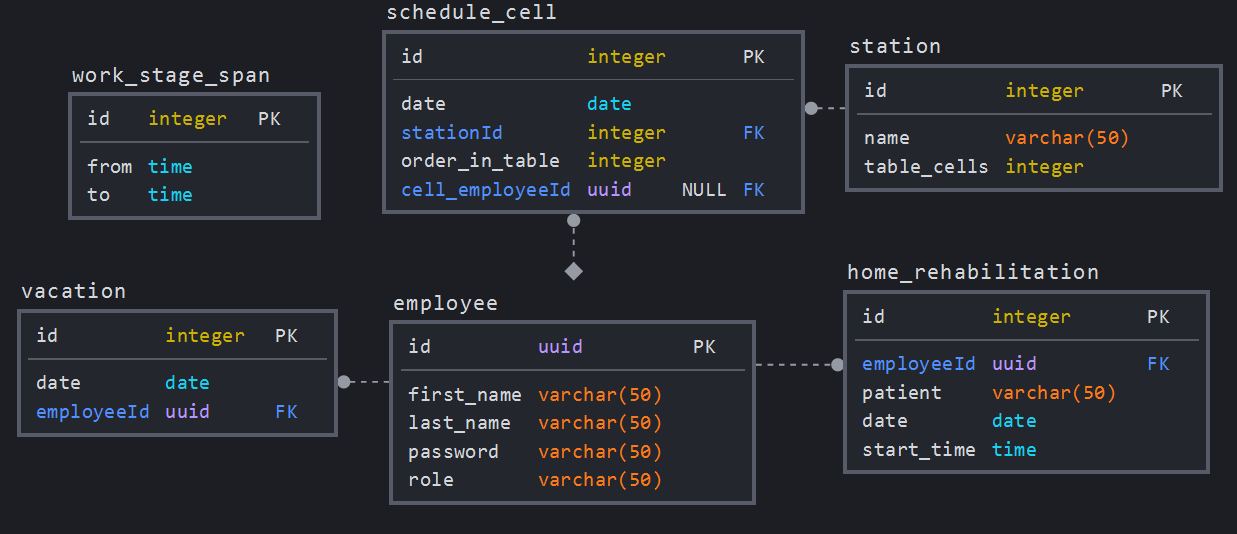 schedule_cell
id integer PK
date date
stationId integer FK
order_in_table integer
cell_employeeId uuid NULL FK
station
id integer PK
name varchar(50)
table_cells integer
work_stage_span
id integer PK
from time
to time
vacation
id integer PK
date date
employeeId uuid FK
employee
id uuid PK
first_name varchar(50)
last_name varchar(50)
password varchar(50)
role varchar(50)
home_rehabilitation
id integer PK
employeeId uuid FK
patient varchar(50)
date date
start_time time